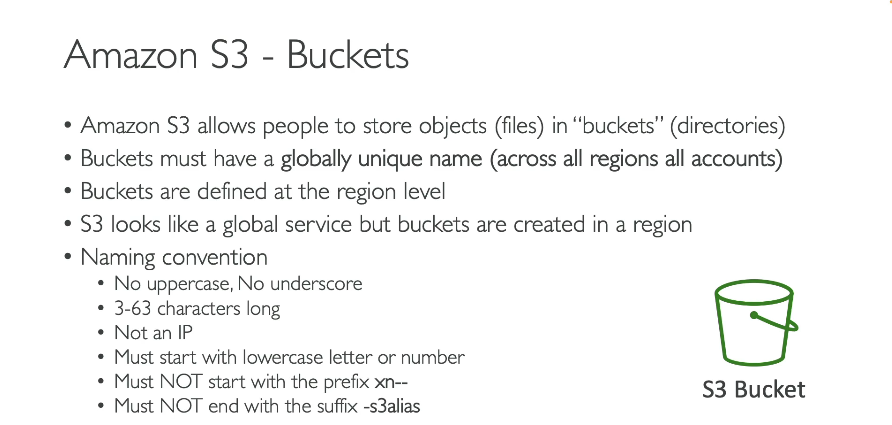 Amazon S3 - Buckets
• Amazon S3 allows people to store objects (files) in “buckets” (directories)
• Buckets must have a globally unique name (across all regions all accounts)
• Buckets are defined at the region level
• S3 looks like a global service but buckets are created in a region
• Naming convention
• No uppercase, No underscore
• 3-63 characters long
• Not an IP
• Must start with lowercase letter or number
• Must NOT start with the prefix xn--
• Must NOT end with the suffix -s3alias
S3 Bucket